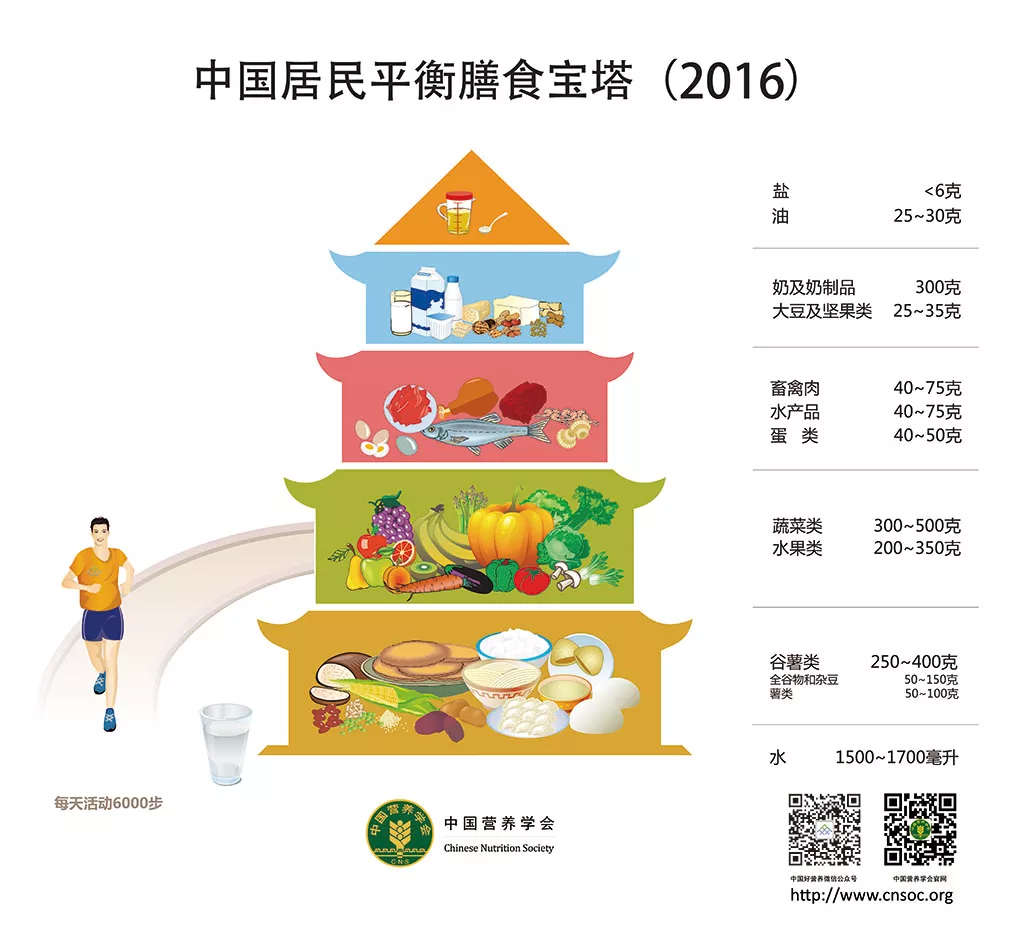 中国居民平衡膳食宝塔（2016）
盐 <6克
油 25~30克
奶及奶制品 300克
大豆及坚果类 25~35克
畜禽肉 40~75克
水产品 40~75克
蛋 类 40~50克
蔬菜类 300~500克
水果类 200~350克
谷薯类 250~400克
全谷物和杂豆 50~150克
薯类 50~100克
水 1500~1700毫升
每天活动6000步
中国营养学会
CNS
中国营养学会
Chinese Nutrition Society
中国好营养微信公众号
中国营养学会官网
http://www.cnsoc.org